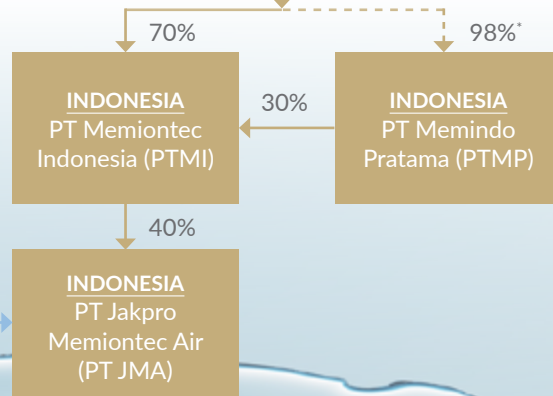 70%
98%*
INDONESIA
PT Memiontec
Indonesia (PTMI)
30%
INDONESIA
PT Memindo
Pratama (PTMP)
40%
INDONESIA
PT Jakpro
Memiontec Air
(PT JMA)